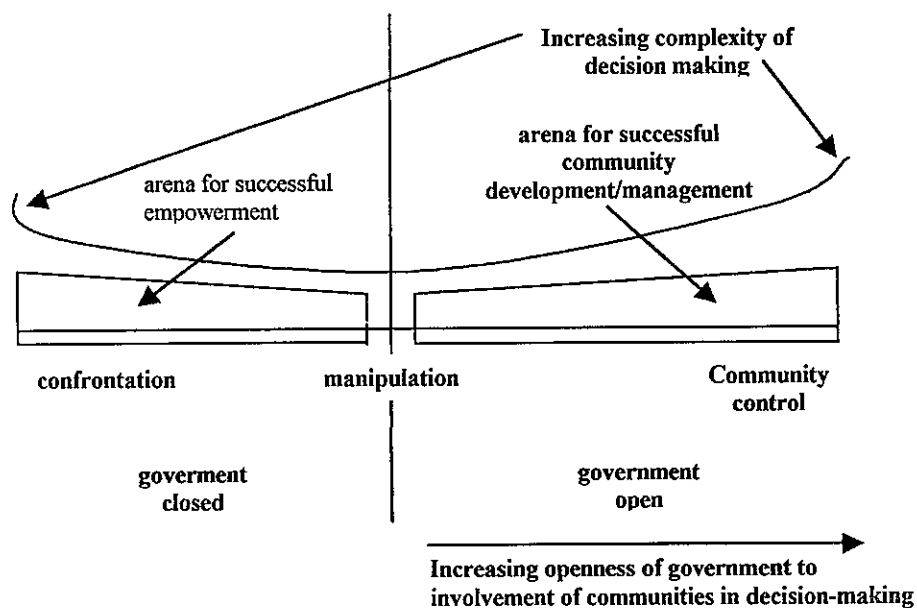 Increasing complexity of
decision making
arena for successful
community
development/management
arena for successful
empowerment
confrontation
manipulation
Community
control
goverment
closed
government
open
Increasing openness of government to
involvement of communities in decision-making